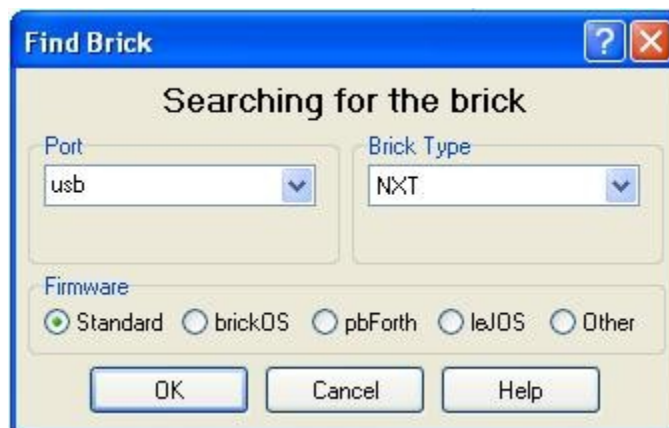 Find Brick
Searching for the brick
Port Brick Type
usb NXT
Firmware
Standard brickOS pbForth leJOS Other
OK Cancel Help